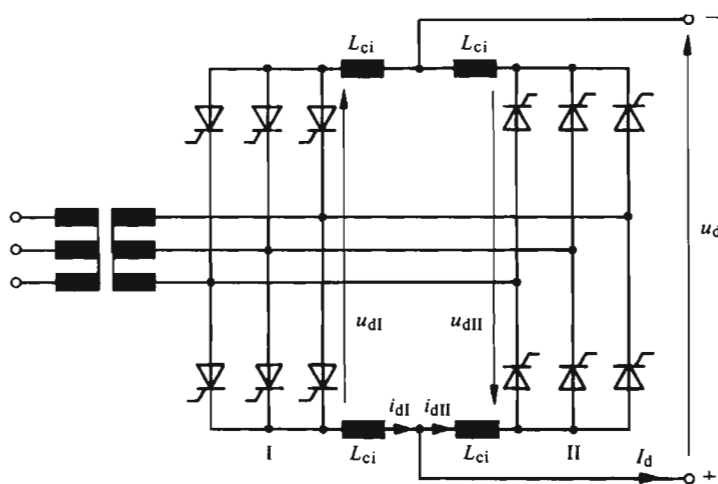 L_ci L_ci −
u_dI u_dII u_d
i_dI i_dII
I L_ci L_ci II I_d +